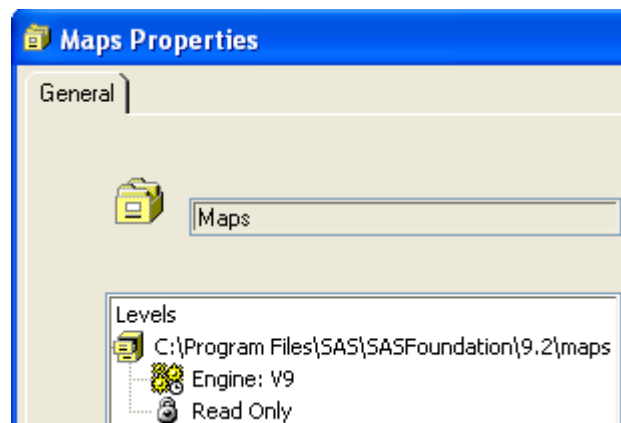 Maps Properties
General
Maps
Levels
C:\Program Files\SAS\SASFoundation\9.2\maps
Engine: V9
Read Only